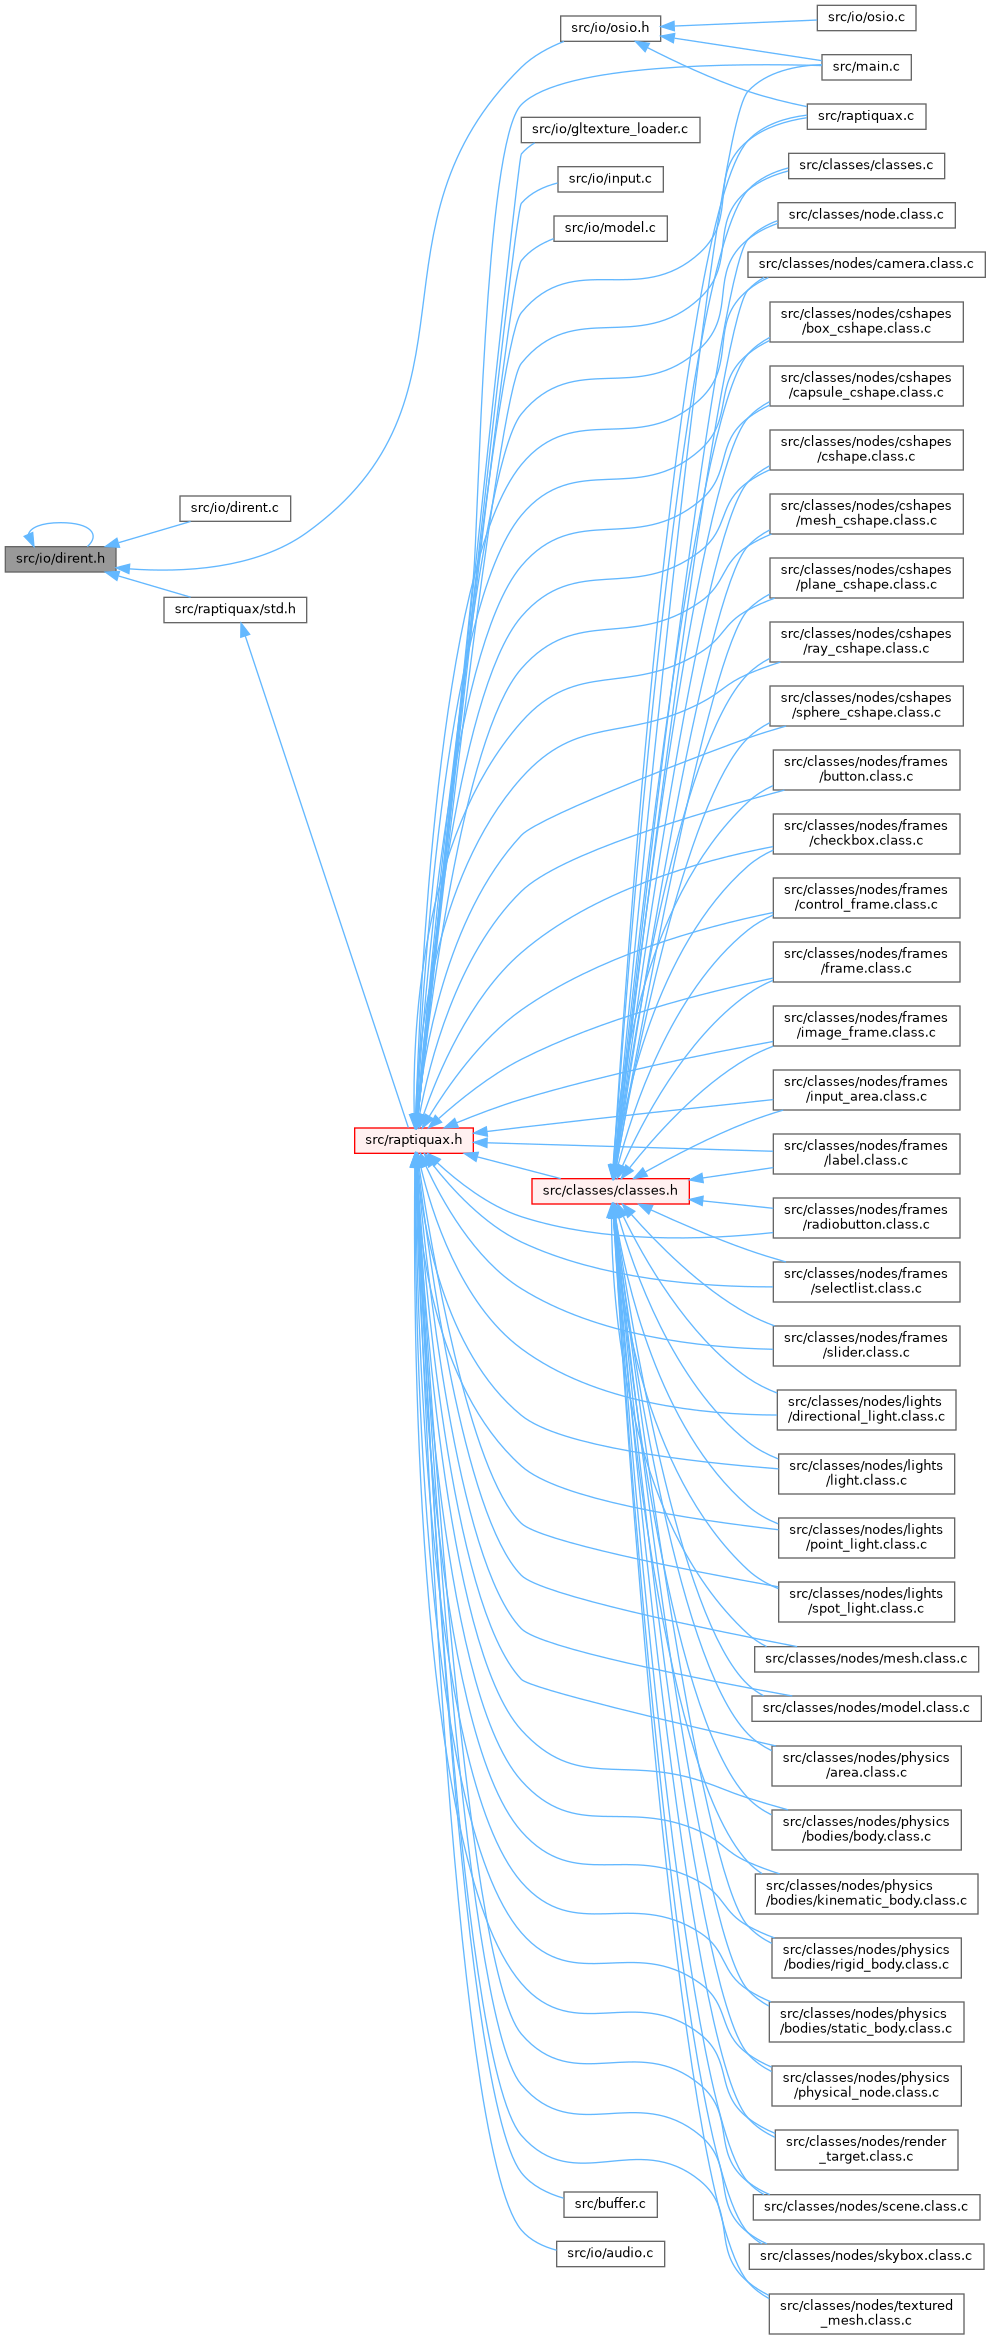 src/io/osio.h
src/io/osio.c
src/main.c
src/raptiquax.c
src/io/gltexture_loader.c
src/io/input.c
src/io/model.c
src/classes/classes.c
src/classes/node.class.c
src/classes/nodes/camera.class.c
src/classes/nodes/cshapes
/box_cshape.class.c
src/classes/nodes/cshapes
/capsule_cshape.class.c
src/classes/nodes/cshapes
/cshape.class.c
src/classes/nodes/cshapes
/mesh_cshape.class.c
src/io/dirent.c
src/io/dirent.h
src/raptiquax/std.h
src/classes/nodes/cshapes
/plane_cshape.class.c
src/classes/nodes/cshapes
/ray_cshape.class.c
src/classes/nodes/cshapes
/sphere_cshape.class.c
src/classes/nodes/frames
/button.class.c
src/classes/nodes/frames
/checkbox.class.c
src/classes/nodes/frames
/control_frame.class.c
src/classes/nodes/frames
/frame.class.c
src/classes/nodes/frames
/image_frame.class.c
src/classes/nodes/frames
/input_area.class.c
src/raptiquax.h
src/classes/nodes/frames
/label.class.c
src/classes/classes.h
src/classes/nodes/frames
/radiobutton.class.c
src/classes/nodes/frames
/selectlist.class.c
src/classes/nodes/frames
/slider.class.c
src/classes/nodes/lights
/directional_light.class.c
src/classes/nodes/lights
/light.class.c
src/classes/nodes/lights
/point_light.class.c
src/classes/nodes/lights
/spot_light.class.c
src/classes/nodes/mesh.class.c
src/classes/nodes/model.class.c
src/classes/nodes/physics
/area.class.c
src/classes/nodes/physics
/bodies/body.class.c
src/classes/nodes/physics
/bodies/kinematic_body.class.c
src/classes/nodes/physics
/bodies/rigid_body.class.c
src/classes/nodes/physics
/bodies/static_body.class.c
src/classes/nodes/physics
/physical_node.class.c
src/classes/nodes/render
_target.class.c
src/buffer.c
src/classes/nodes/scene.class.c
src/io/audio.c
src/classes/nodes/skybox.class.c
src/classes/nodes/textured
_mesh.class.c